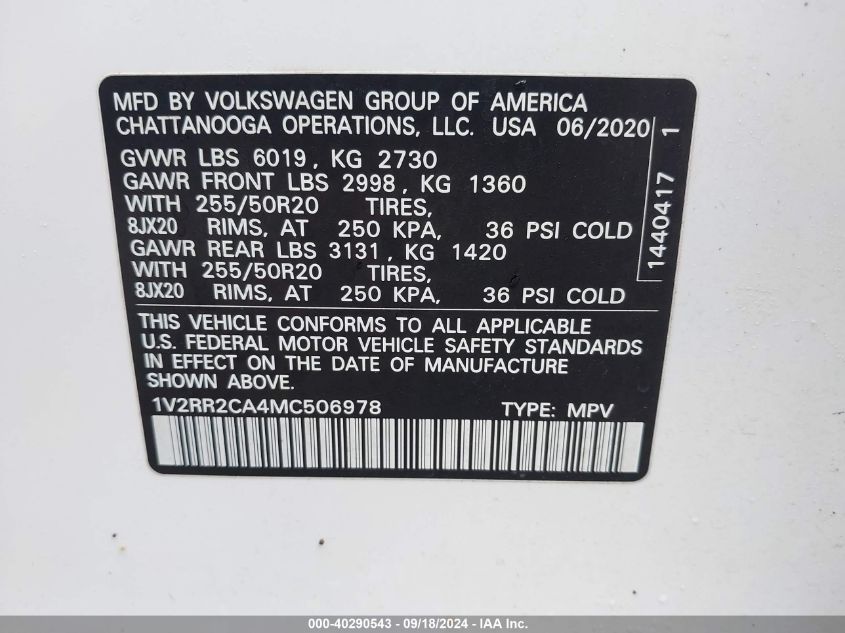 MFD BY VOLKSWAGEN GROUP OF AMERICA
CHATTANOOGA OPERATIONS, LLC. USA 06/2020
GVWR LBS 6019, KG 2730
GAWR FRONT LBS 2998, KG 1360
WITH 255/50R20 TIRES,
8JX20 RIMS, AT 250 KPA, 36 PSI COLD
GAWR REAR LBS 3131, KG 1420
WITH 255/50R20 TIRES,
8JX20 RIMS, AT 250 KPA, 36 PSI COLD
1440417 1
THIS VEHICLE CONFORMS TO ALL APPLICABLE
U.S. FEDERAL MOTOR VEHICLE SAFETY STANDARDS
IN EFFECT ON THE DATE OF MANUFACTURE
SHOWN ABOVE.
1V2RR2CA4MC506978 TYPE: MPV
000-40290543 - 09/18/2024 - IAA Inc.